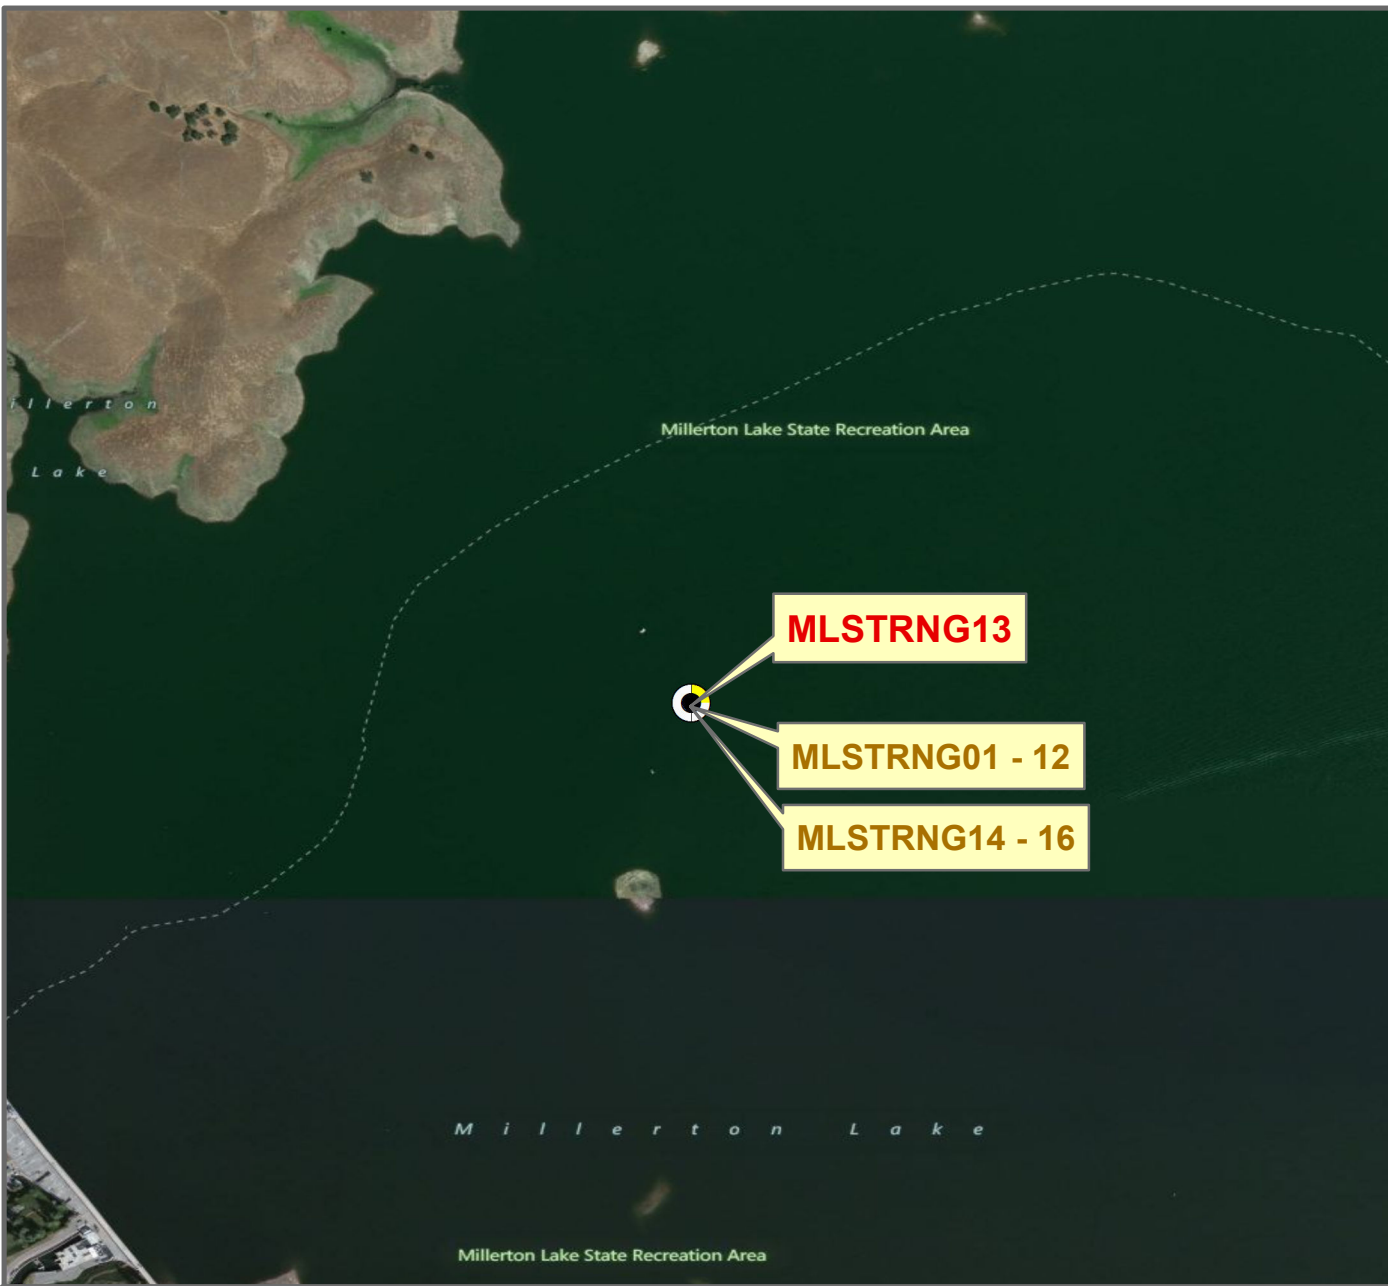 illerton
Lake
Millerton Lake State Recreation Area
MLSTRNG13
MLSTRNG01 - 12
MLSTRNG14 - 16
Millerton Lake
Millerton Lake State Recreation Area